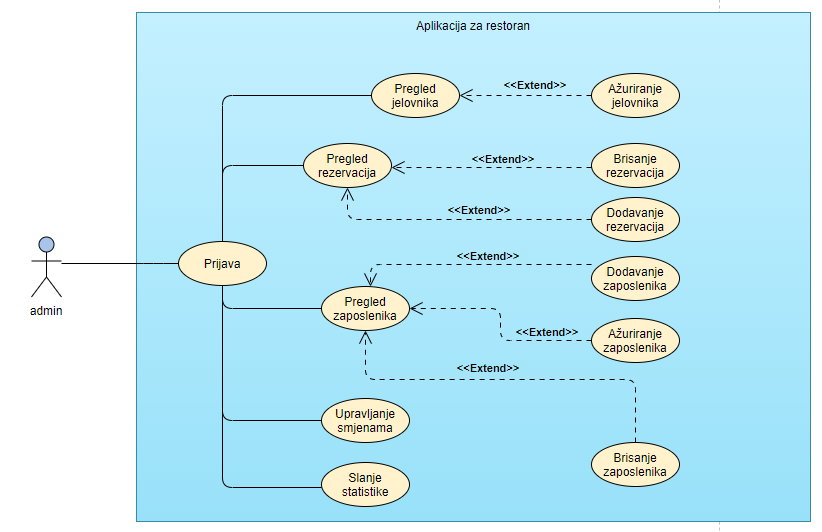 Aplikacija za restoran
Pregled
jelovnika
<<Extend>>
Ažuriranje
jelovnika
Pregled
rezervacija
<<Extend>>
Brisanje
rezervacija
<<Extend>>
Dodavanje
rezervacija
Prijava
admin
<<Extend>>
Dodavanje
zaposlenika
Pregled
zaposlenika
<<Extend>>
Ažuriranje
zaposlenika
<<Extend>>
Upravljanje
smjenama
Brisanje
zaposlenika
Slanje
statistike